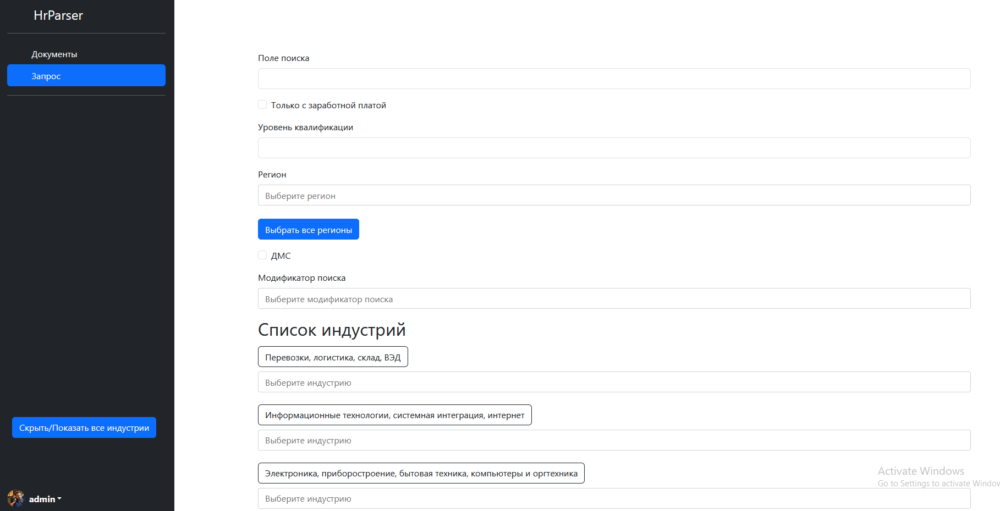 HrParser
Документы
Запрос
Скрыть/Показать все индустрии
admin
Поле поиска
Только с заработной платой
Уровень квалификации
Регион
Выберите регион
Выбрать все регионы
ДМС
Модификатор поиска
Выберите модификатор поиска
Список индустрий
Перевозки, логистика, склад, ВЭД
Выберите индустрию
Информационные технологии, системная интеграция, интернет
Выберите индустрию
Электроника, приборостроение, бытовая техника, компьютеры и оргтехника
Выберите индустрию
Activate Windows
Go to Settings to activate Window